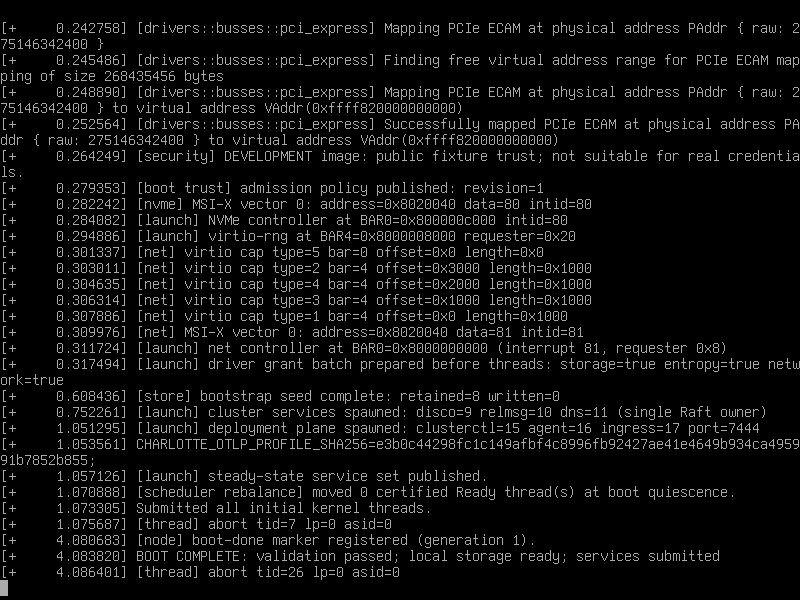 [+     0.242758] [drivers::busses::pci_express] Mapping PCIe ECAM at physical address PAddr { raw: 2
75146342400 }
[+     0.245486] [drivers::busses::pci_express] Finding free virtual address range for PCIe ECAM map
ping of size 268435456 bytes
[+     0.248890] [drivers::busses::pci_express] Mapping PCIe ECAM at physical address PAddr { raw: 2
75146342400 } to virtual address VAddr(0xffff820000000000)
[+     0.252564] [drivers::busses::pci_express] Successfully mapped PCIe ECAM at physical address PA
ddr { raw: 275146342400 } to virtual address VAddr(0xffff820000000000)
[+     0.264249] [security] DEVELOPMENT image: public fixture trust; not suitable for real credentia
ls.
[+     0.279353] [boot trust] admission policy published: revision=1
[+     0.282242] [nvme] MSI-X vector 0: address=0x8020040 data=80 intid=80
[+     0.284082] [launch] NVMe controller at BAR0=0x800000c000 intid=80
[+     0.294886] [launch] virtio-rng at BAR4=0x8000008000 requester=0x20
[+     0.301337] [net] virtio cap type=5 bar=0 offset=0x0 length=0x0
[+     0.303011] [net] virtio cap type=2 bar=4 offset=0x3000 length=0x1000
[+     0.304635] [net] virtio cap type=4 bar=4 offset=0x2000 length=0x1000
[+     0.306314] [net] virtio cap type=3 bar=4 offset=0x1000 length=0x1000
[+     0.307886] [net] virtio cap type=1 bar=4 offset=0x0 length=0x1000
[+     0.309976] [net] MSI-X vector 0: address=0x8020040 data=81 intid=81
[+     0.311724] [launch] net controller at BAR0=0x8000000000 (interrupt 81, requester 0x8)
[+     0.317494] [launch] driver grant batch prepared before threads: storage=true entropy=true netw
ork=true
[+     0.608436] [store] bootstrap seed complete: retained=8 written=0
[+     0.752261] [launch] cluster services spawned: disco=9 relmsg=10 dns=11 (single Raft owner)
[+     1.051295] [launch] deployment plane spawned: clusterctl=15 agent=16 ingress=17 port=7444
[+     1.053561] CHARLOTTE_OTLP_PROFILE_SHA256=e3b0c44298fc1c149afbf4c8996fb92427ae41e4649b934ca4959
91b7852b855;
[+     1.057126] [launch] steady-state service set published.
[+     1.070888] [scheduler rebalance] moved 0 certified Ready thread(s) at boot quiescence.
[+     1.073305] Submitted all initial kernel threads.
[+     1.075687] [thread] abort tid=7 lp=0 asid=0
[+     4.080683] [node] boot-done marker registered (generation 1).
[+     4.083820] BOOT COMPLETE: validation passed; local storage ready; services submitted
[+     4.086401] [thread] abort tid=26 lp=0 asid=0